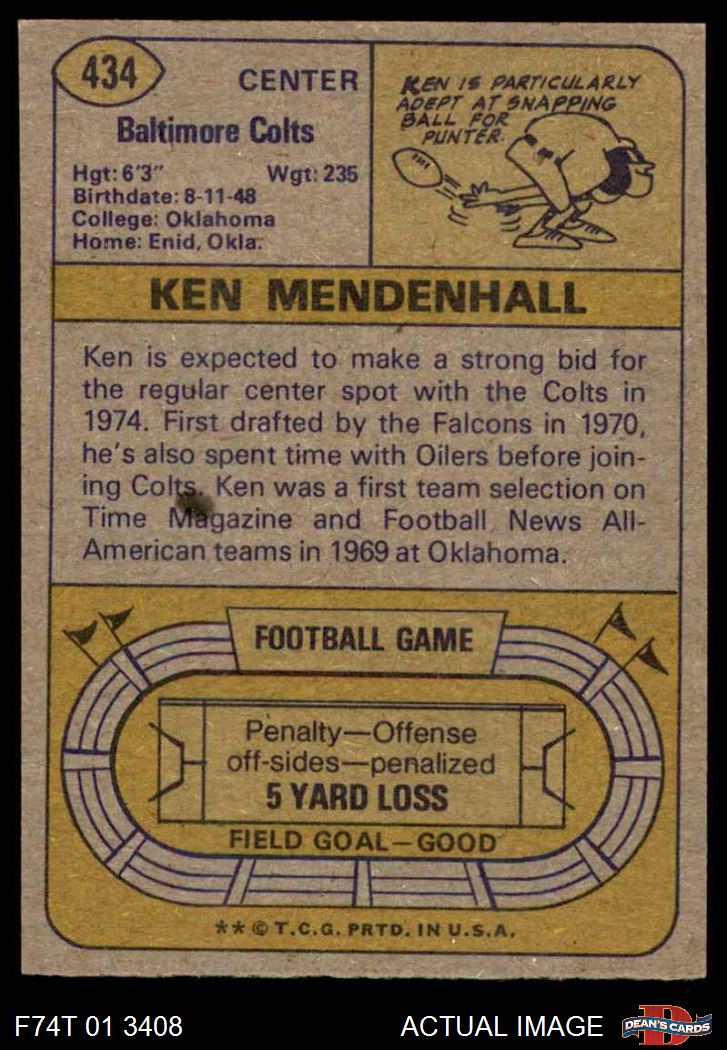 434
CENTER
Baltimore Colts
Hgt: 6'3" Wgt: 235
Birthdate: 8-11-48
College: Oklahoma
Home: Enid, Okla.
KEN IS PARTICULARLY
ADEPT AT SNAPPING
BALL FOR
PUNTER.
KEN MENDENHALL
Ken is expected to make a strong bid for
the regular center spot with the Colts in
1974. First drafted by the Falcons in 1970,
he's also spent time with Oilers before join-
ing Colts. Ken was a first team selection on
Time Magazine and Football News All-
American teams in 1969 at Oklahoma.
FOOTBALL GAME
Penalty—Offense
off-sides—penalized
5 YARD LOSS
FIELD GOAL—GOOD
** © T.C.G. PRTD. IN U.S.A.
F74T 01 3408 ACTUAL IMAGE
D
DEAN'S CARDS